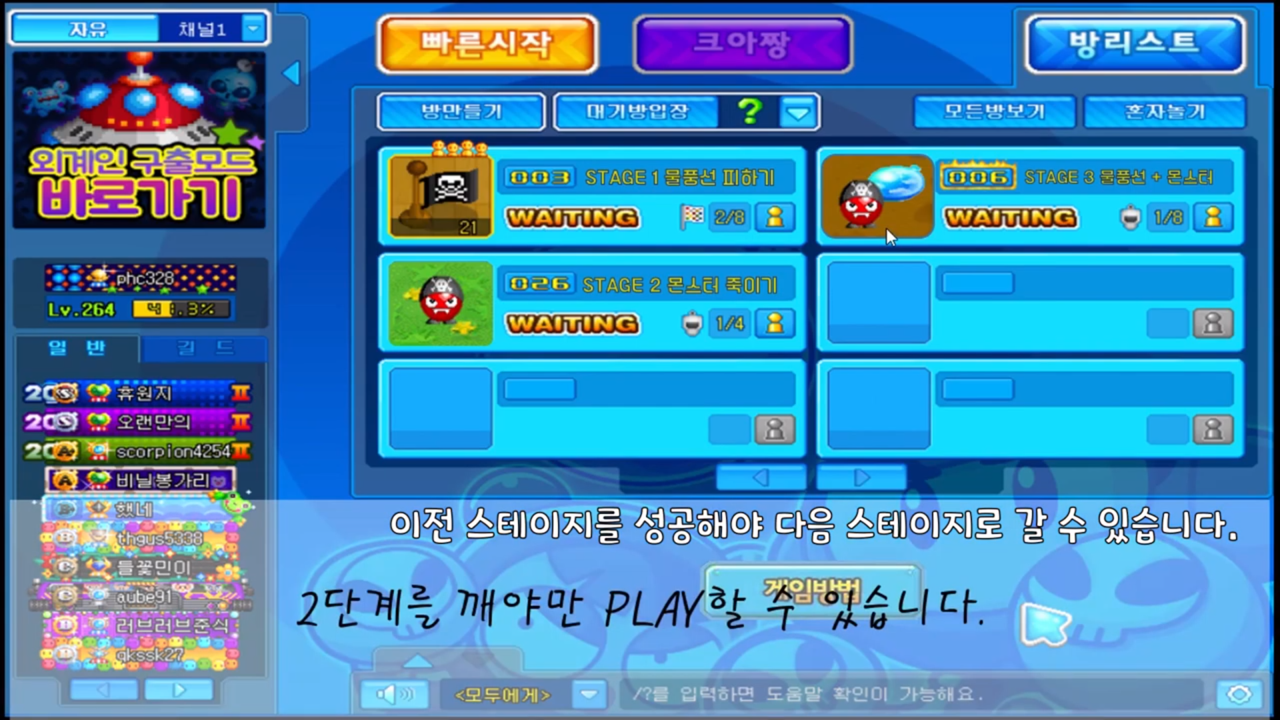 자유 채널1
빠른시작
크아짱
방리스트
방만들기
대기방입장
?
모든방보기
혼자놀기
외계인 구출모드
바로가기
003 STAGE 1 물풍선 피하기
21
WAITING 2/8
006 STAGE 3 물풍선 + 몬스터
WAITING 1/8
026 STAGE 2 몬스터 죽이기
WAITING 1/4
phc328
Lv.264
일반 길드
휴원지
오랜만의
scorpion4254
비닐봉가리
했네
thgus5338
들꽃민이
aube91
러브러브준식
qkssk27
이전 스테이지를 성공해야 다음 스테이지로 갈 수 있습니다.
게임방법
2단계를 깨야만 PLAY할 수 있습니다.
<모두에게>
/?를 입력하면 도움말 확인이 가능해요.